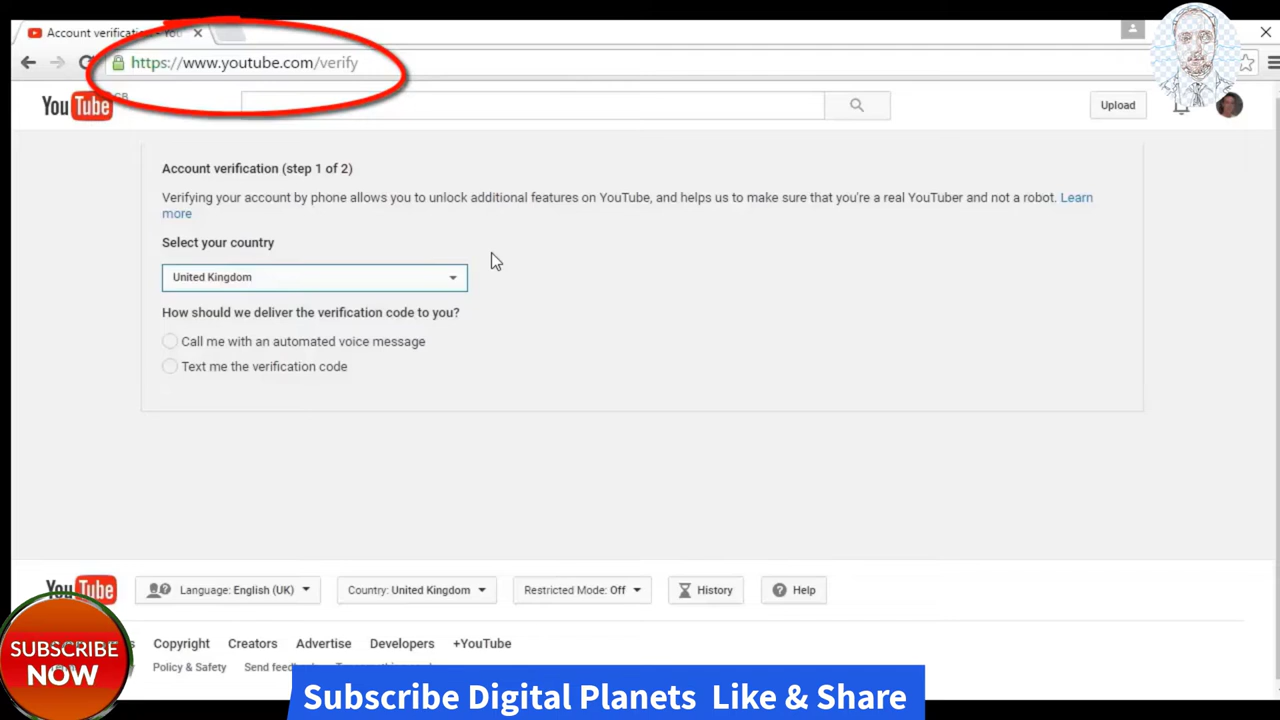 Account verification - You
https://www.youtube.com/verify
YouTube GB
Upload
Account verification (step 1 of 2)
Verifying your account by phone allows you to unlock additional features on YouTube, and helps us to make sure that you're a real YouTuber and not a robot. Learn
more
Select your country
United Kingdom
How should we deliver the verification code to you?
Call me with an automated voice message
Text me the verification code
YouTube
Language: English (UK)
Country: United Kingdom
Restricted Mode: Off
History
Help
Copyright
Creators
Advertise
Developers
+YouTube
Policy & Safety
Send
SUBSCRIBE
NOW
Subscribe Digital Planets Like & Share